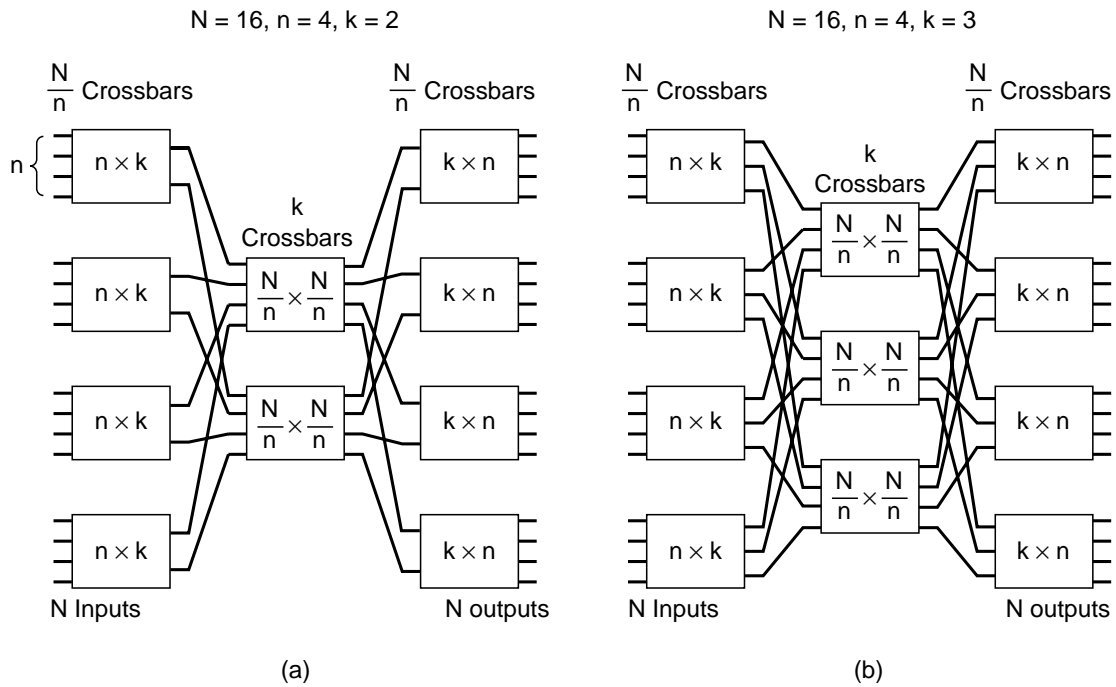 N = 16, n = 4, k = 2
N
n
Crossbars
N
n
Crossbars
n
n × k
n × k
n × k
n × k
k
Crossbars
N
n
×
N
n
N
n
×
N
n
k × n
k × n
k × n
k × n
N Inputs
N outputs
(a)
N = 16, n = 4, k = 3
N
n
Crossbars
N
n
Crossbars
n × k
n × k
n × k
n × k
k
Crossbars
N
n
×
N
n
N
n
×
N
n
N
n
×
N
n
k × n
k × n
k × n
k × n
N Inputs
N outputs
(b)